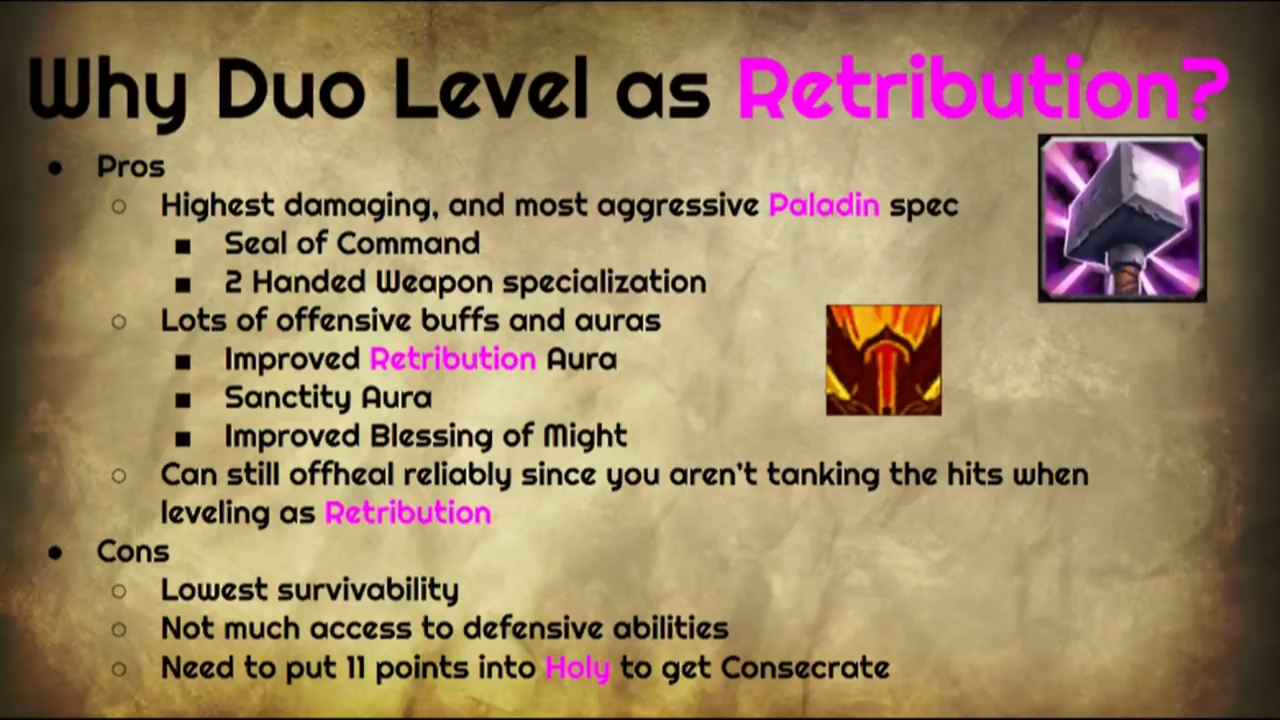 Why Duo Level as Retribution?
● Pros
○ Highest damaging, and most aggressive Paladin spec
■ Seal of Command
■ 2 Handed Weapon specialization
○ Lots of offensive buffs and auras
■ Improved Retribution Aura
■ Sanctity Aura
■ Improved Blessing of Might
○ Can still offheal reliably since you aren't tanking the hits when
leveling as Retribution
● Cons
○ Lowest survivability
○ Not much access to defensive abilities
○ Need to put 11 points into Holy to get Consecrate